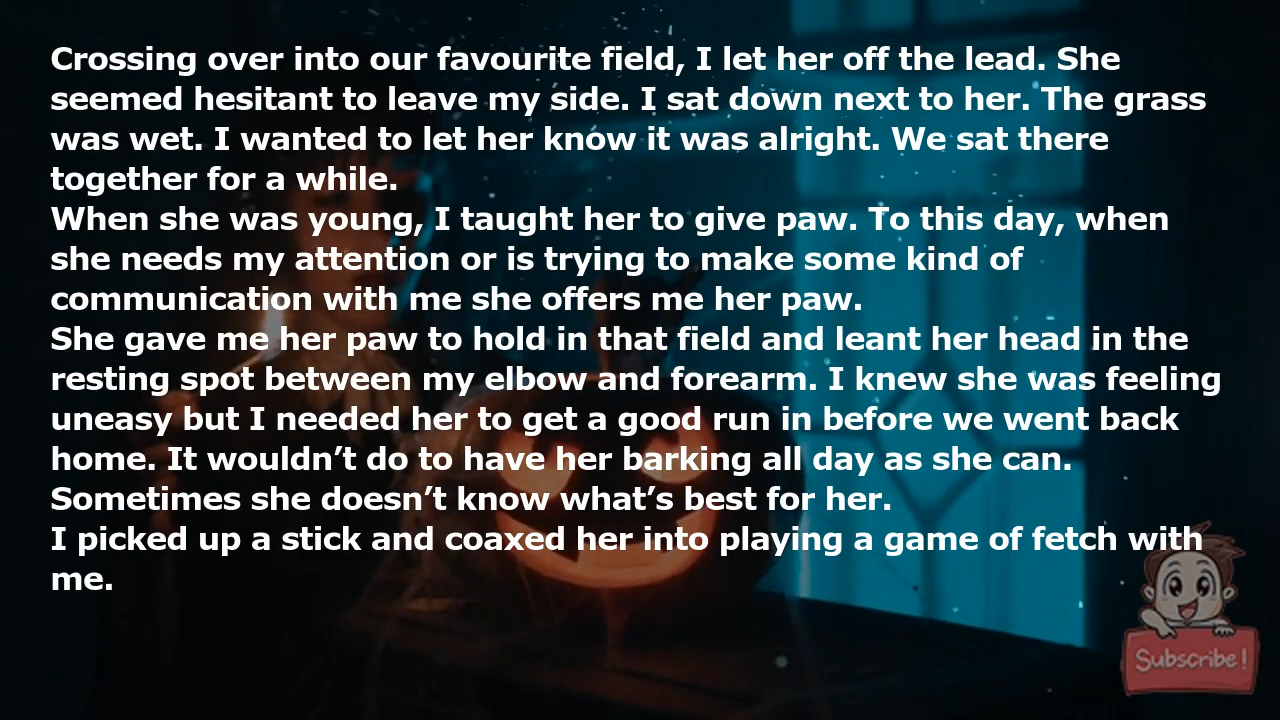 Crossing over into our favourite field, I let her off the lead. She
seemed hesitant to leave my side. I sat down next to her. The grass
was wet. I wanted to let her know it was alright. We sat there
together for a while.
When she was young, I taught her to give paw. To this day, when
she needs my attention or is trying to make some kind of
communication with me she offers me her paw.
She gave me her paw to hold in that field and leant her head in the
resting spot between my elbow and forearm. I knew she was feeling
uneasy but I needed her to get a good run in before we went back
home. It wouldn’t do to have her barking all day as she can.
Sometimes she doesn’t know what’s best for her.
I picked up a stick and coaxed her into playing a game of fetch with
me.
Subscribe!